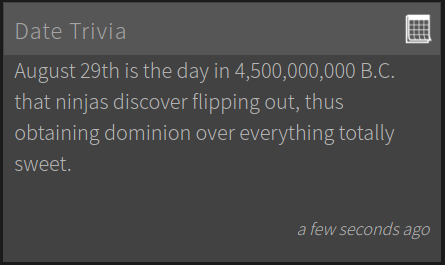 Date Trivia
August 29th is the day in 4,500,000,000 B.C.
that ninjas discover flipping out, thus
obtaining dominion over everything totally
sweet.
a few seconds ago